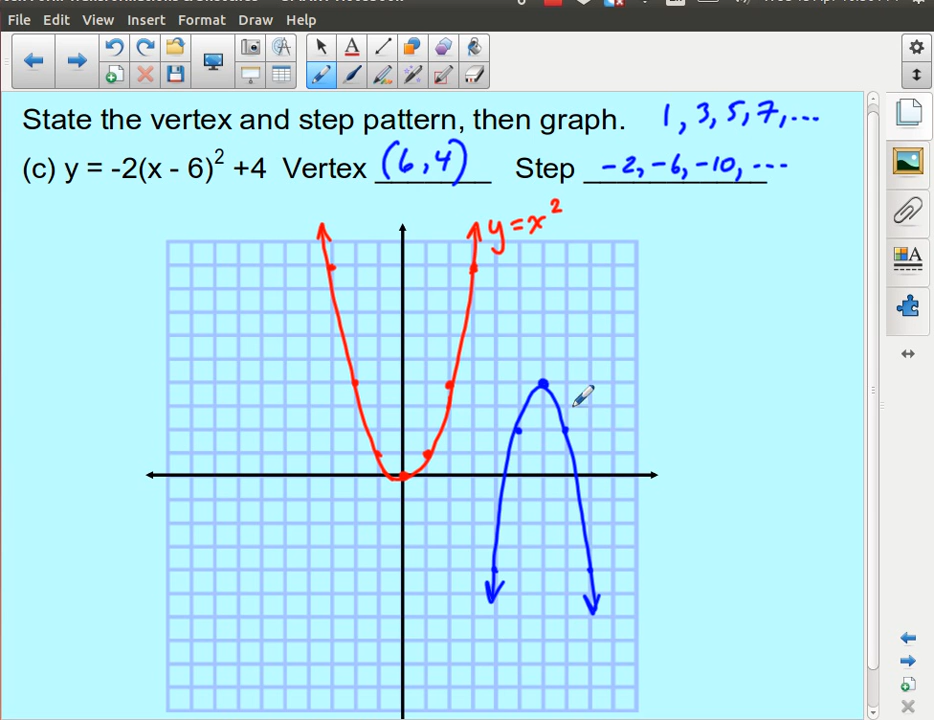 File Edit View Insert Format Draw Help
State the vertex and step pattern, then graph. 1, 3, 5, 7, ...
(c) y = -2(x - 6)² +4 Vertex (6, 4) Step -2, -6, -10, ...
y = x²